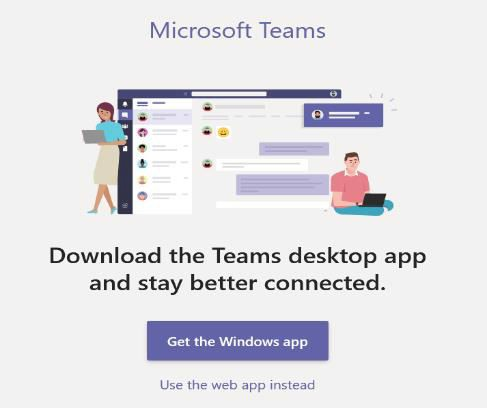 Microsoft Teams
Download the Teams desktop app
and stay better connected.
Get the Windows app
Use the web app instead